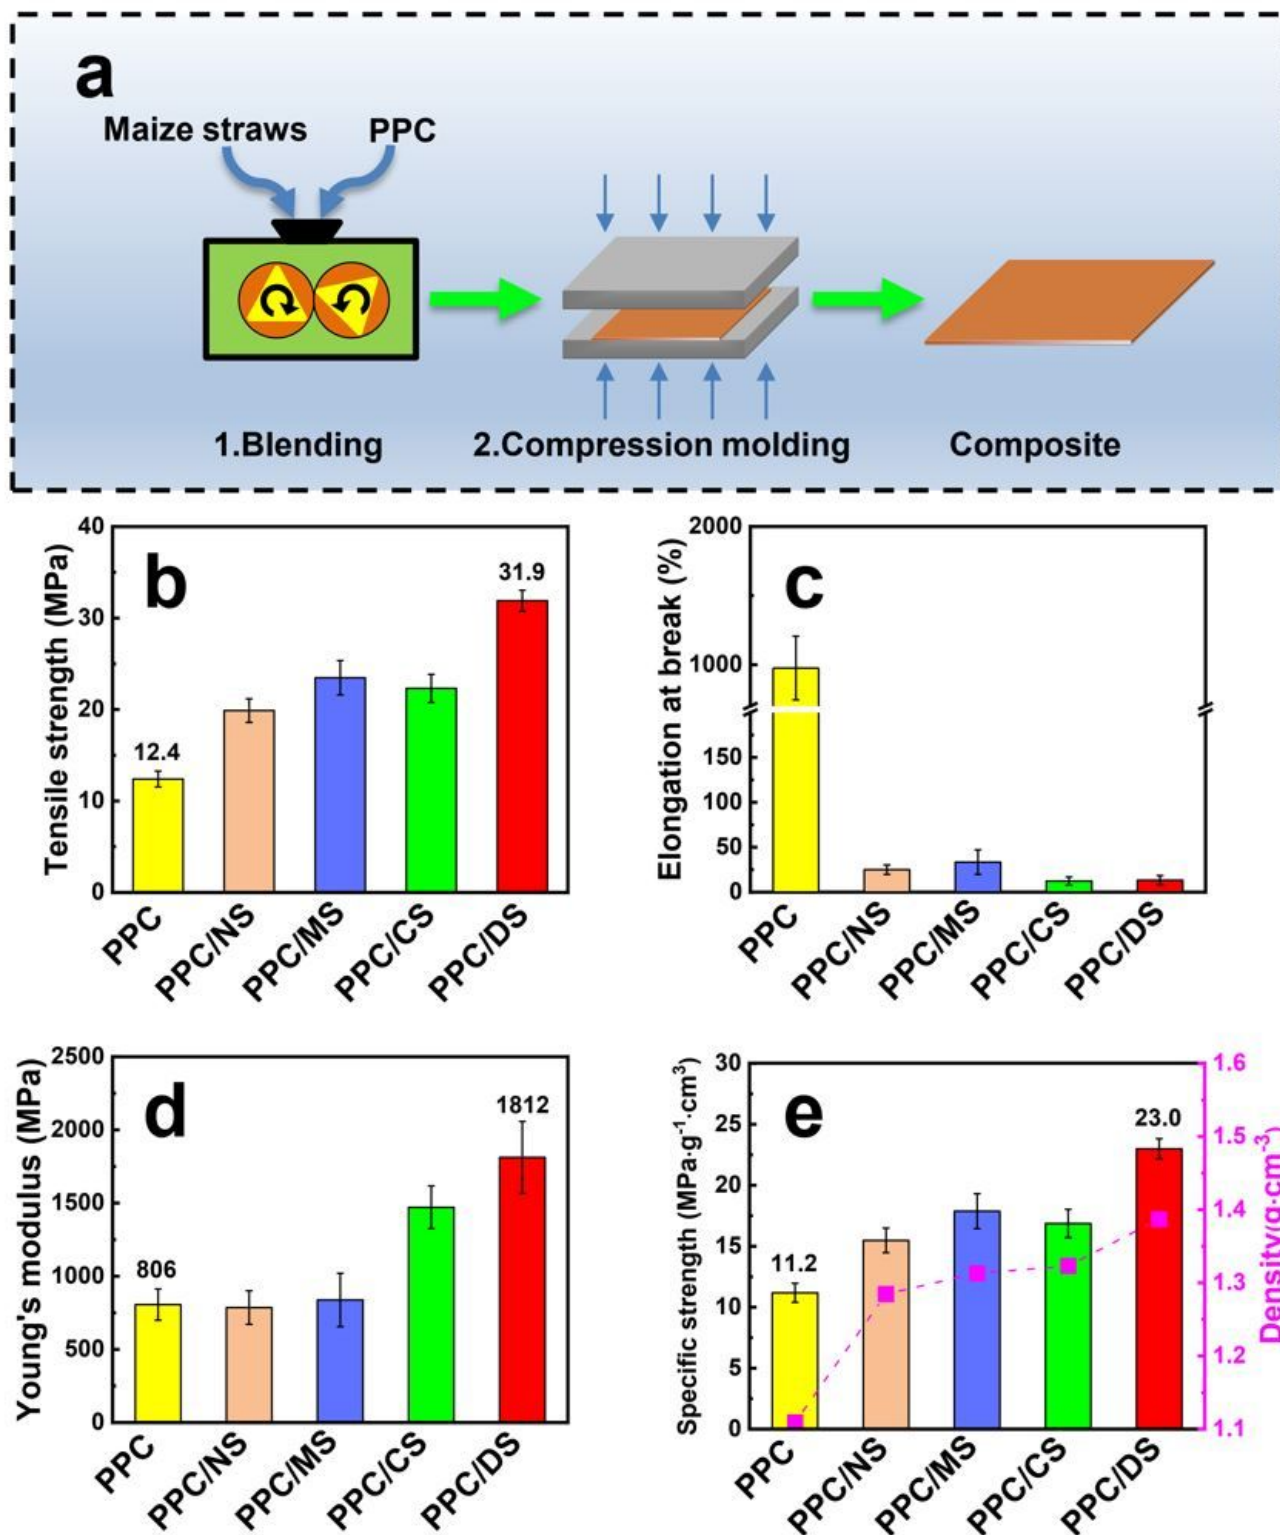 a
Maize straws PPC
1.Blending 2.Compression molding Composite
b
Tensile strength (MPa)
40
30
20
10
0
12.4
31.9
PPC PPC/NS PPC/MS PPC/CS PPC/DS
c
Elongation at break (%)
2000
1000
150
100
50
0
PPC PPC/NS PPC/MS PPC/CS PPC/DS
d
Young's modulus (MPa)
2500
2000
1500
1000
500
0
806
1812
PPC PPC/NS PPC/MS PPC/CS PPC/DS
e
Specific strength (MPa·g⁻¹·cm³)
30
25
20
15
10
5
0
11.2
23.0
PPC PPC/NS PPC/MS PPC/CS PPC/DS
1.6
1.5
1.4
1.3
1.2
1.1
Density(g·cm⁻³)